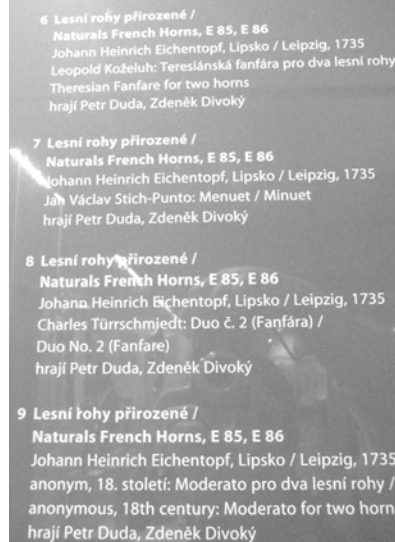 6 Lesní rohy přirozené /
Naturals French Horns, E 85, E 86
Johann Heinrich Eichentopf, Lipsko / Leipzig, 1735
Leopold Koželuh: Teresiánská fanfára pro dva lesní rohy
Theresian Fanfare for two horns
hrají Petr Duda, Zdeněk Divoký
7 Lesní rohy přirozené /
Naturals French Horns, E 85, E 86
Johann Heinrich Eichentopf, Lipsko / Leipzig, 1735
Jan Václav Stich-Punto: Menuet / Minuet
hrají Petr Duda, Zdeněk Divoký
8 Lesní rohy přirozené /
Naturals French Horns, E 85, E 86
Johann Heinrich Eichentopf, Lipsko / Leipzig, 1735
Charles Türrschmiedt: Duo č. 2 (Fanfára) /
Duo No. 2 (Fanfare)
hrají Petr Duda, Zdeněk Divoký
9 Lesní rohy přirozené /
Naturals French Horns, E 85, E 86
Johann Heinrich Eichentopf, Lipsko / Leipzig, 1735
anonym, 18. století: Moderato pro dva lesní rohy /
anonymous, 18th century: Moderato for two horn
hrají Petr Duda, Zdeněk Divoký